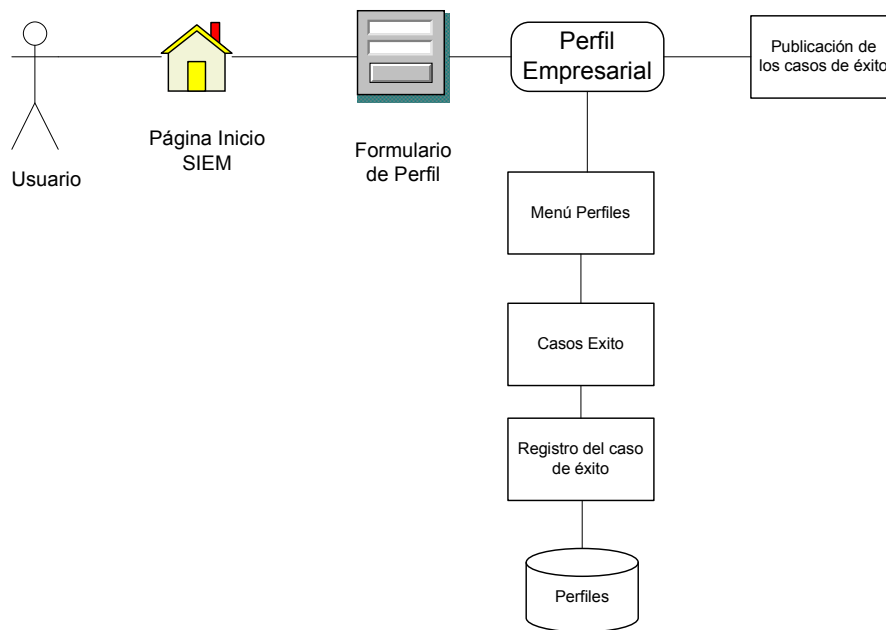 Usuario
Página Inicio
SIEM
Formulario
de Perfil
Perfil
Empresarial
Publicación de
los casos de éxito
Menú Perfiles
Casos Exito
Registro del caso
de éxito
Perfiles